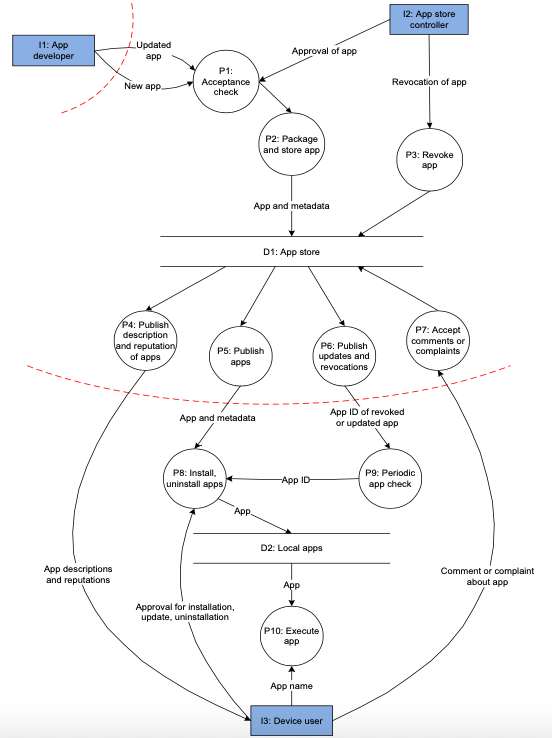 I1: App
developer
Updated
app
New app
I2: App store
controller
Approval of app
P1:
Acceptance
check
Revocation of app
P2: Package
and store app
P3: Revoke
app
App and metadata
D1: App store
P4: Publish
description
and reputation
of apps
P5: Publish
apps
P6: Publish
updates and
revocations
P7: Accept
comments or
complaints
App and metadata
App ID of revoked
or updated app
P8: Install,
uninstall apps
App ID
P9: Periodic
app check
App
D2: Local apps
App descriptions
and reputations
App
Comment or complaint
about app
Approval for installation,
update, uninstallation
P10: Execute
app
App name
I3: Device user